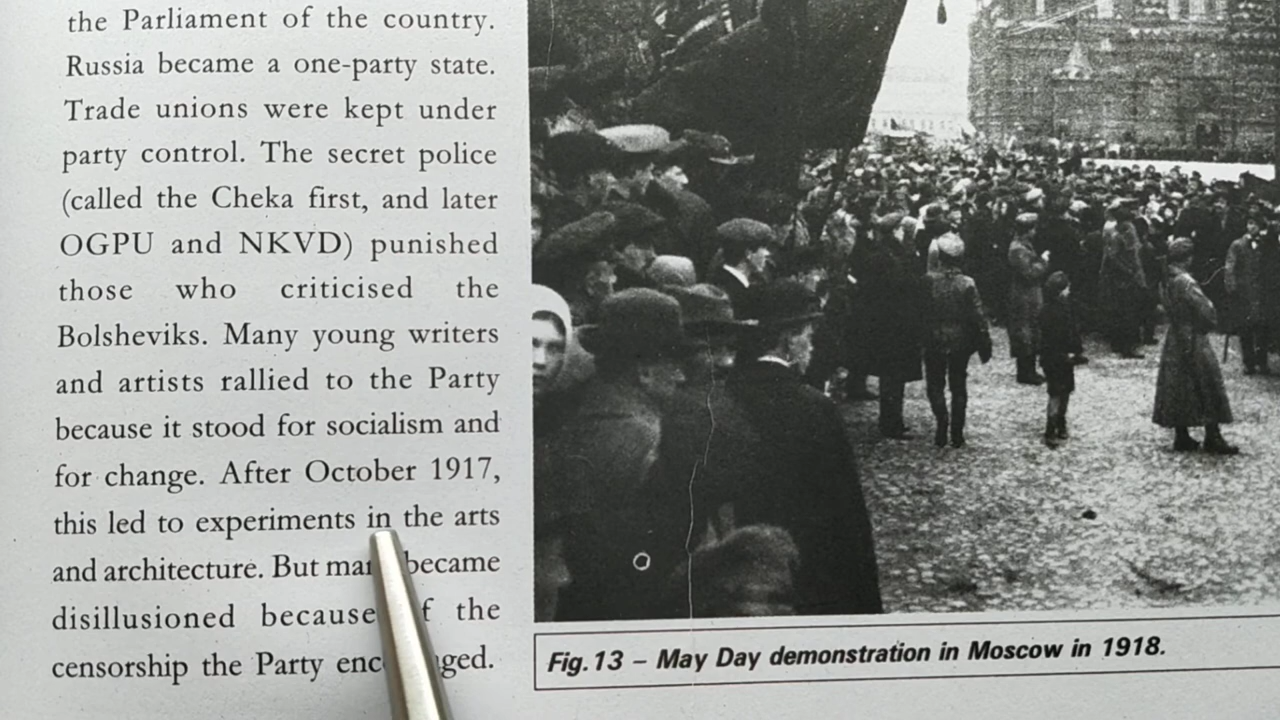 the Parliament of the country.
Russia became a one-party state.
Trade unions were kept under
party control. The secret police
(called the Cheka first, and later
OGPU and NKVD) punished
those who criticised the
Bolsheviks. Many young writers
and artists rallied to the Party
because it stood for socialism and
for change. After October 1917,
this led to experiments in the arts
and architecture. But became
disillusioned because the
censorship the Party
Fig.13 – May Day demonstration in Moscow in 1918.